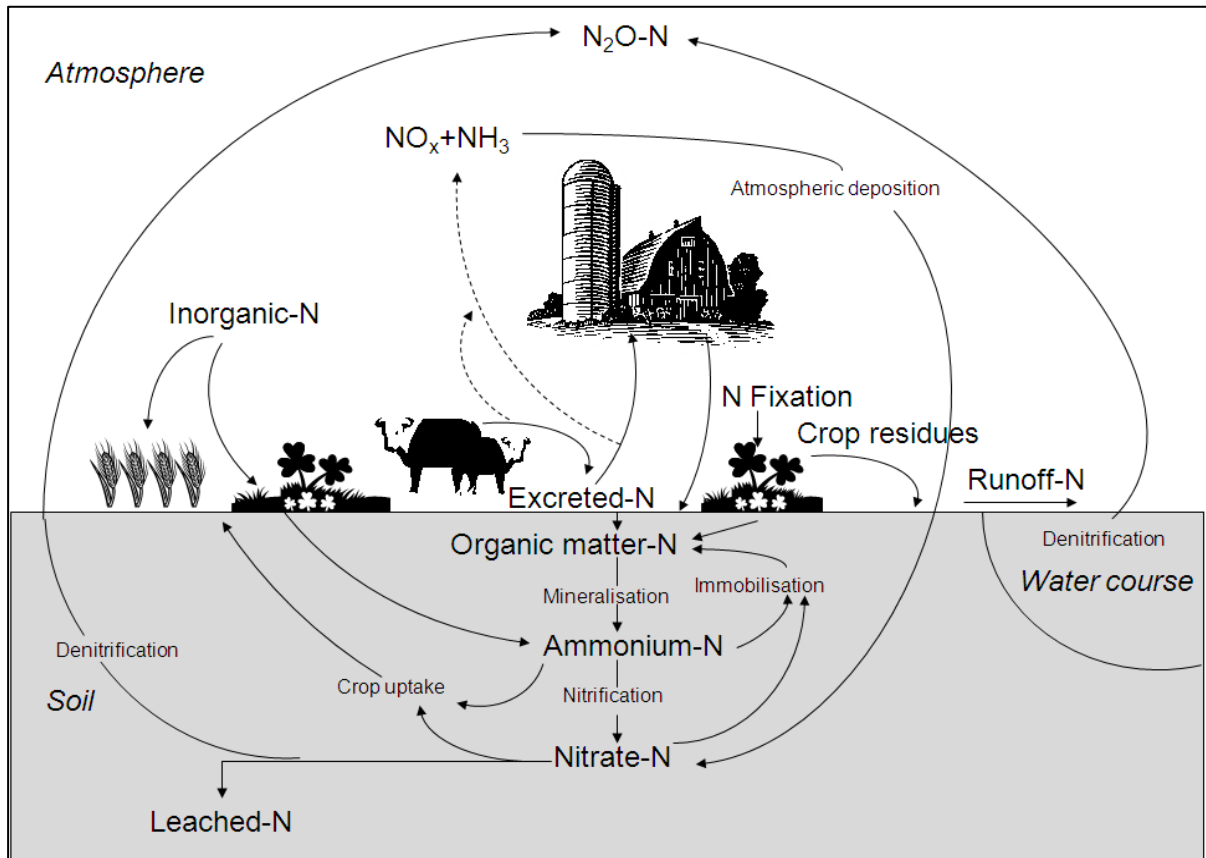 N₂O-N
Atmosphere
NOₓ+NH₃
Atmospheric deposition
Inorganic-N
N Fixation
Crop residues
Runoff-N
Excreted-N
Organic matter-N
Denitrification
Water course
Mineralisation
Immobilisation
Ammonium-N
Denitrification
Crop uptake
Nitrification
Soil
Nitrate-N
Leached-N